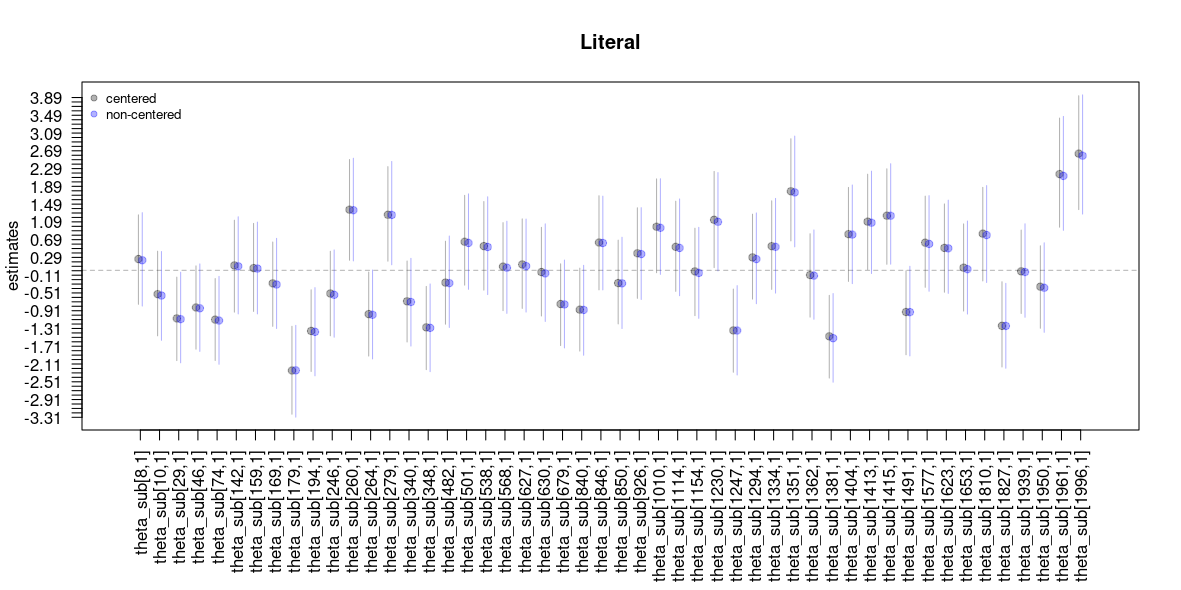 Literal
centered
non-centered
estimates
3.89
3.49
3.09
2.69
2.29
1.89
1.49
1.09
0.69
0.29
-0.11
-0.51
-0.91
-1.31
-1.71
-2.11
-2.51
-2.91
-3.31
theta_sub[8,1]
theta_sub[10,1]
theta_sub[29,1]
theta_sub[46,1]
theta_sub[74,1]
theta_sub[142,1]
theta_sub[159,1]
theta_sub[169,1]
theta_sub[179,1]
theta_sub[194,1]
theta_sub[246,1]
theta_sub[260,1]
theta_sub[264,1]
theta_sub[279,1]
theta_sub[340,1]
theta_sub[348,1]
theta_sub[482,1]
theta_sub[501,1]
theta_sub[538,1]
theta_sub[568,1]
theta_sub[627,1]
theta_sub[630,1]
theta_sub[679,1]
theta_sub[840,1]
theta_sub[846,1]
theta_sub[850,1]
theta_sub[926,1]
theta_sub[1010,1]
theta_sub[1114,1]
theta_sub[1154,1]
theta_sub[1230,1]
theta_sub[1247,1]
theta_sub[1294,1]
theta_sub[1334,1]
theta_sub[1351,1]
theta_sub[1362,1]
theta_sub[1381,1]
theta_sub[1404,1]
theta_sub[1413,1]
theta_sub[1415,1]
theta_sub[1491,1]
theta_sub[1577,1]
theta_sub[1623,1]
theta_sub[1653,1]
theta_sub[1810,1]
theta_sub[1827,1]
theta_sub[1939,1]
theta_sub[1950,1]
theta_sub[1961,1]
theta_sub[1996,1]